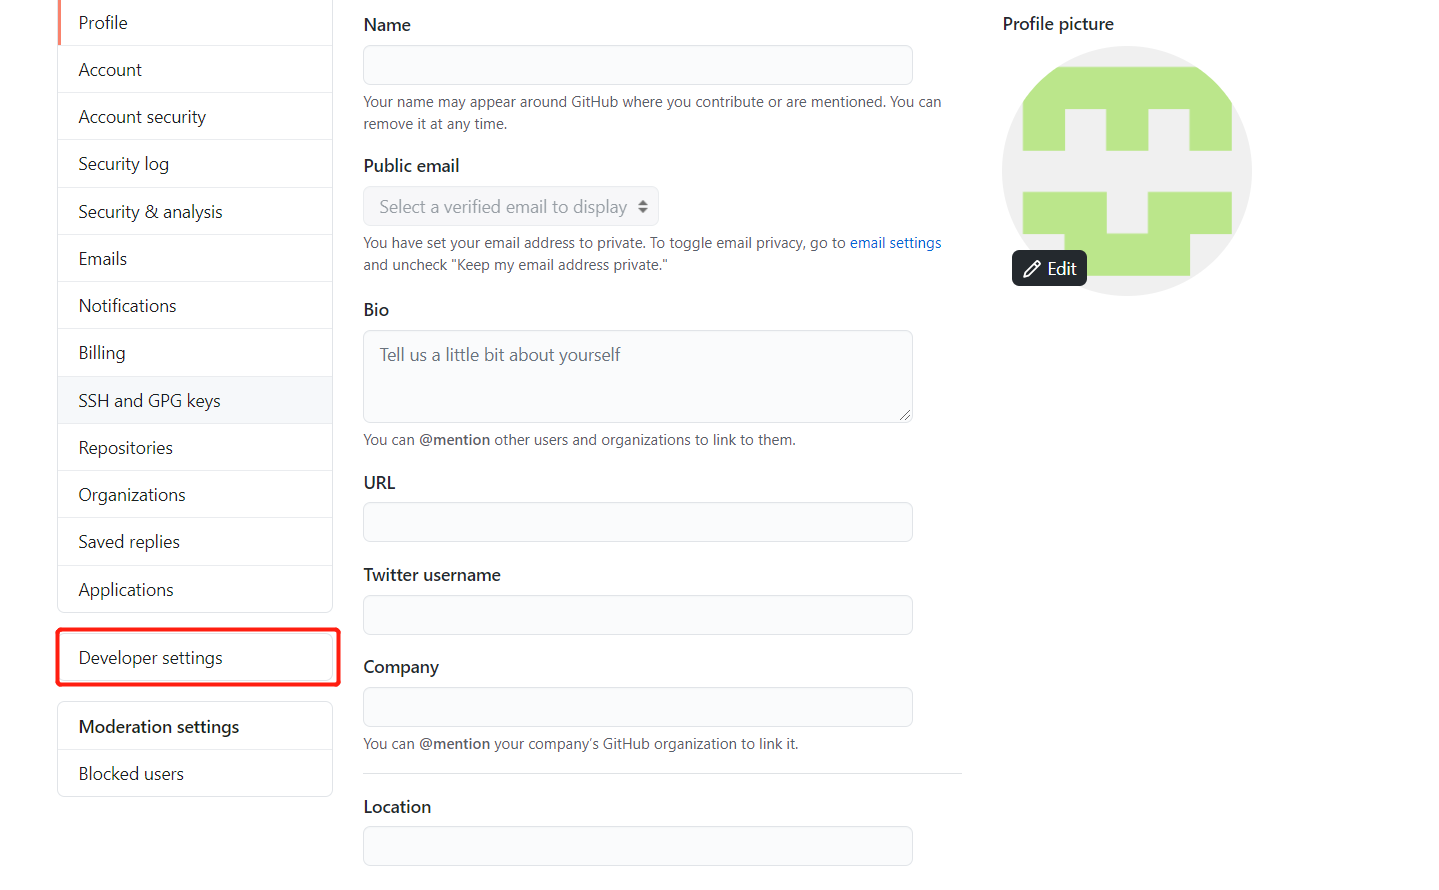 Profile
Account
Account security
Security log
Security & analysis
Emails
Notifications
Billing
SSH and GPG keys
Repositories
Organizations
Saved replies
Applications
Developer settings
Moderation settings
Blocked users
Name
Your name may appear around GitHub where you contribute or are mentioned. You can
remove it at any time.
Public email
Select a verified email to display
You have set your email address to private. To toggle email privacy, go to email settings
and uncheck "Keep my email address private."
Bio
Tell us a little bit about yourself
You can @mention other users and organizations to link to them.
URL
Twitter username
Company
You can @mention your company's GitHub organization to link it.
Location
Profile picture
Edit